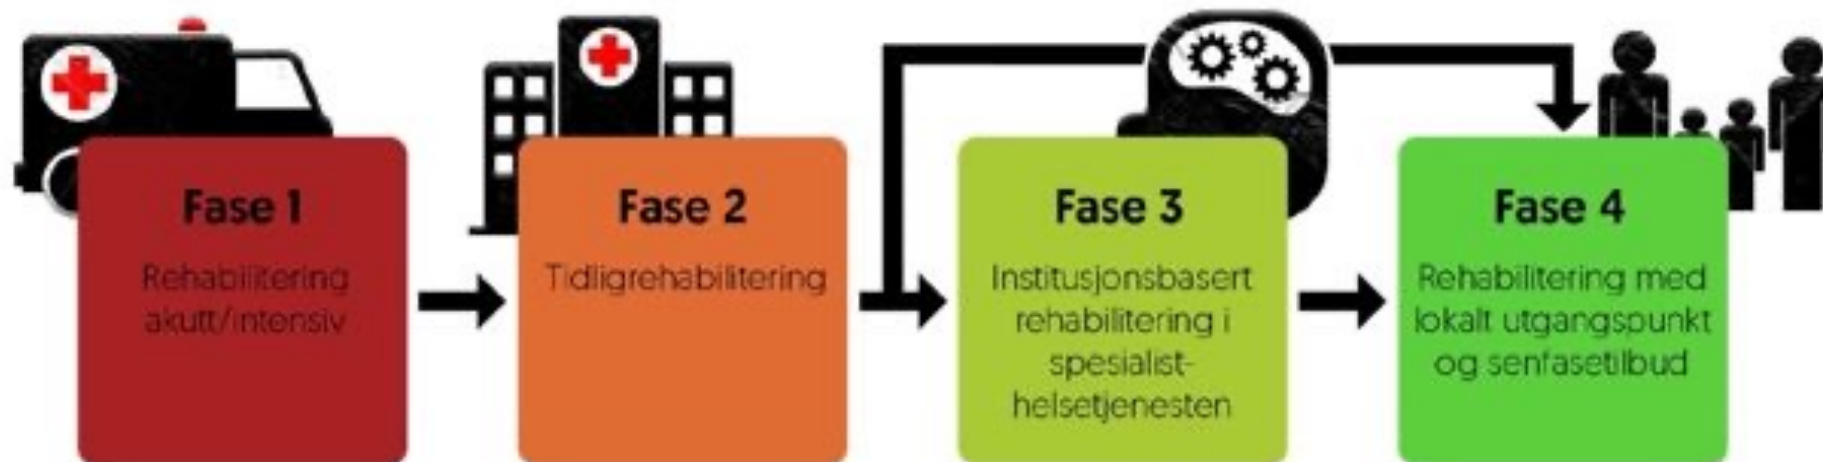 Fase 1
Rehabilitering
akutt/intensiv
Fase 2
Tidligrehabilitering
Fase 3
Institusjonsbasert
rehabilitering i
spesialist-
helsetjenesten
Fase 4
Rehabilitering med
lokalt utgangspunkt
og senfasetilbud